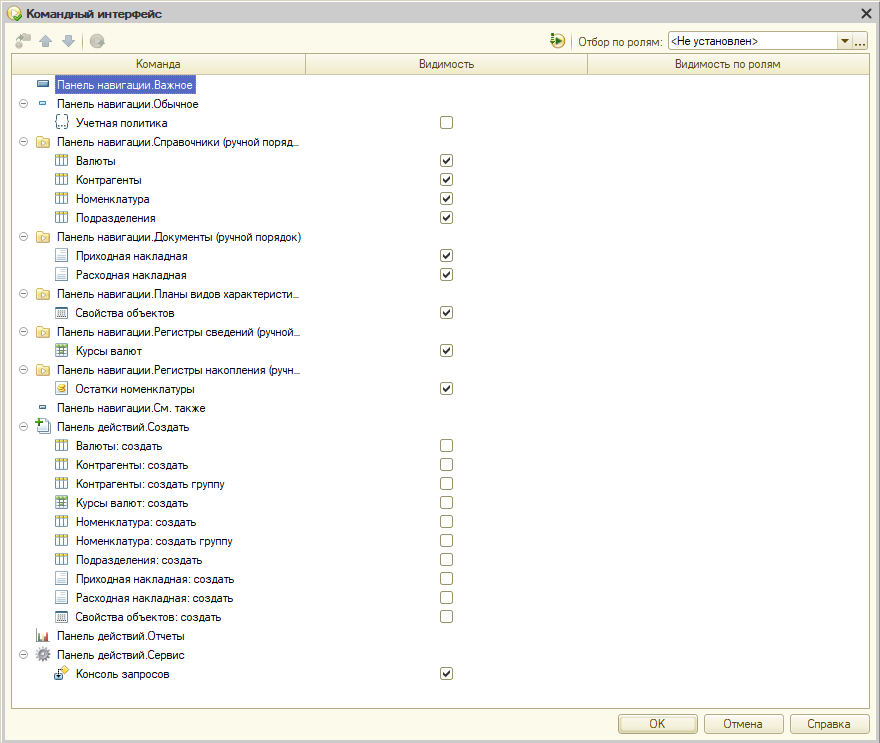 Командный интерфейс
Отбор по ролям: <Не установлен>
Команда Видимость Видимость по ролям
Панель навигации.Важное
Панель навигации.Обычное
Учетная политика
Панель навигации.Справочники (ручной поряд...
Валюты
Контрагенты
Номенклатура
Подразделения
Панель навигации.Документы (ручной порядок)
Приходная накладная
Расходная накладная
Панель навигации.Планы видов характеристи...
Свойства объектов
Панель навигации.Регистры сведений (ручной...
Курсы валют
Панель навигации.Регистры накопления (ручн...
Остатки номенклатуры
Панель навигации.См. также
Панель действий.Создать
Валюты: создать
Контрагенты: создать
Контрагенты: создать группу
Курсы валют: создать
Номенклатура: создать
Номенклатура: создать группу
Подразделения: создать
Приходная накладная: создать
Расходная накладная: создать
Свойства объектов: создать
Панель действий.Отчеты
Панель действий.Сервис
Консоль запросов
OK Отмена Справка